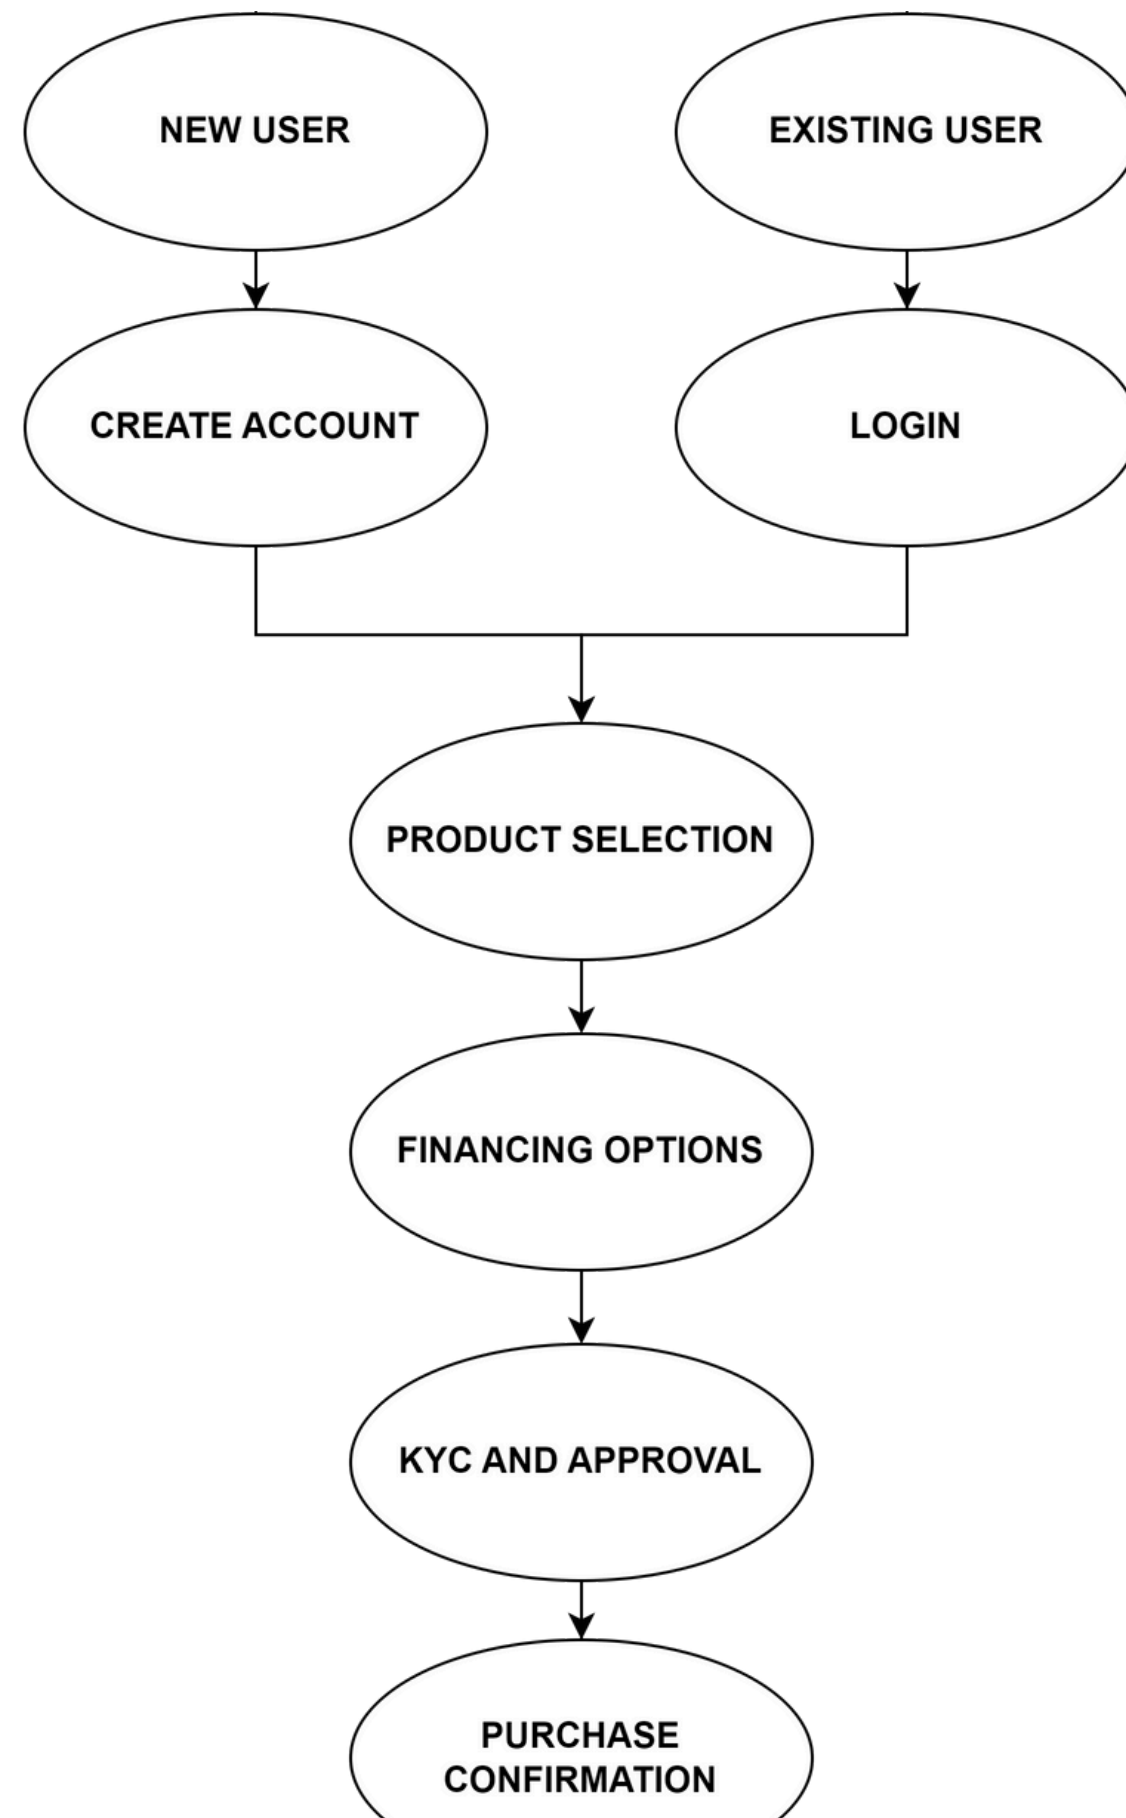 NEW USER
EXISTING USER
CREATE ACCOUNT
LOGIN
PRODUCT SELECTION
FINANCING OPTIONS
KYC AND APPROVAL
PURCHASE
CONFIRMATION